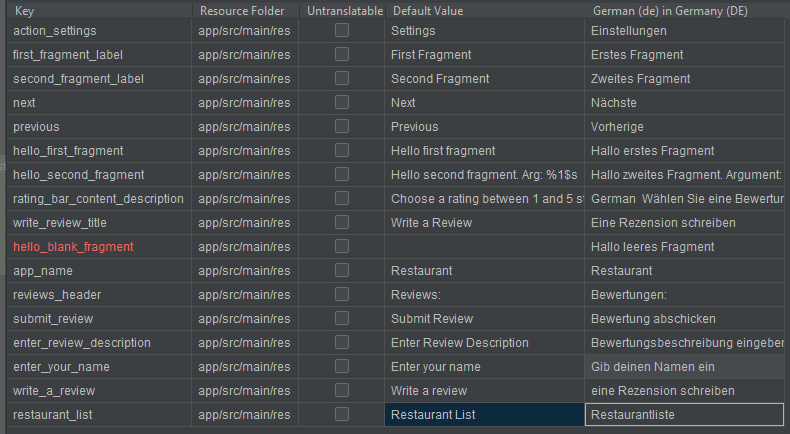 Key Resource Folder Untranslatable Default Value German (de) in Germany (DE)
action_settings app/src/main/res Settings Einstellungen
first_fragment_label app/src/main/res First Fragment Erstes Fragment
second_fragment_label app/src/main/res Second Fragment Zweites Fragment
next app/src/main/res Next Nächste
previous app/src/main/res Previous Vorherige
hello_first_fragment app/src/main/res Hello first fragment Hallo erstes Fragment
hello_second_fragment app/src/main/res Hello second fragment. Arg: %1$s Hallo zweites Fragment. Argument:
rating_bar_content_description app/src/main/res Choose a rating between 1 and 5 st German Wählen Sie eine Bewertun
write_review_title app/src/main/res Write a Review Eine Rezension schreiben
hello_blank_fragment app/src/main/res Hallo leeres Fragment
app_name app/src/main/res Restaurant Restaurant
reviews_header app/src/main/res Reviews: Bewertungen:
submit_review app/src/main/res Submit Review Bewertung abschicken
enter_review_description app/src/main/res Enter Review Description Bewertungsbeschreibung eingeben
enter_your_name app/src/main/res Enter your name Gib deinen Namen ein
write_a_review app/src/main/res Write a review eine Rezension schreiben
restaurant_list app/src/main/res Restaurant List Restaurantliste